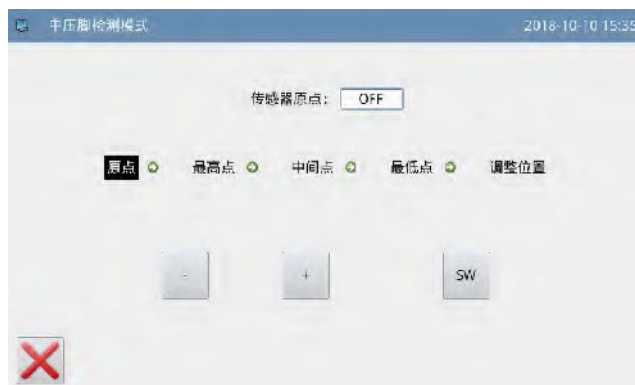 中压脚检测模式 2018-10-10 15:35
传感器原点： OFF
原点 最高点 中间点 最低点 调整位置
- + SW